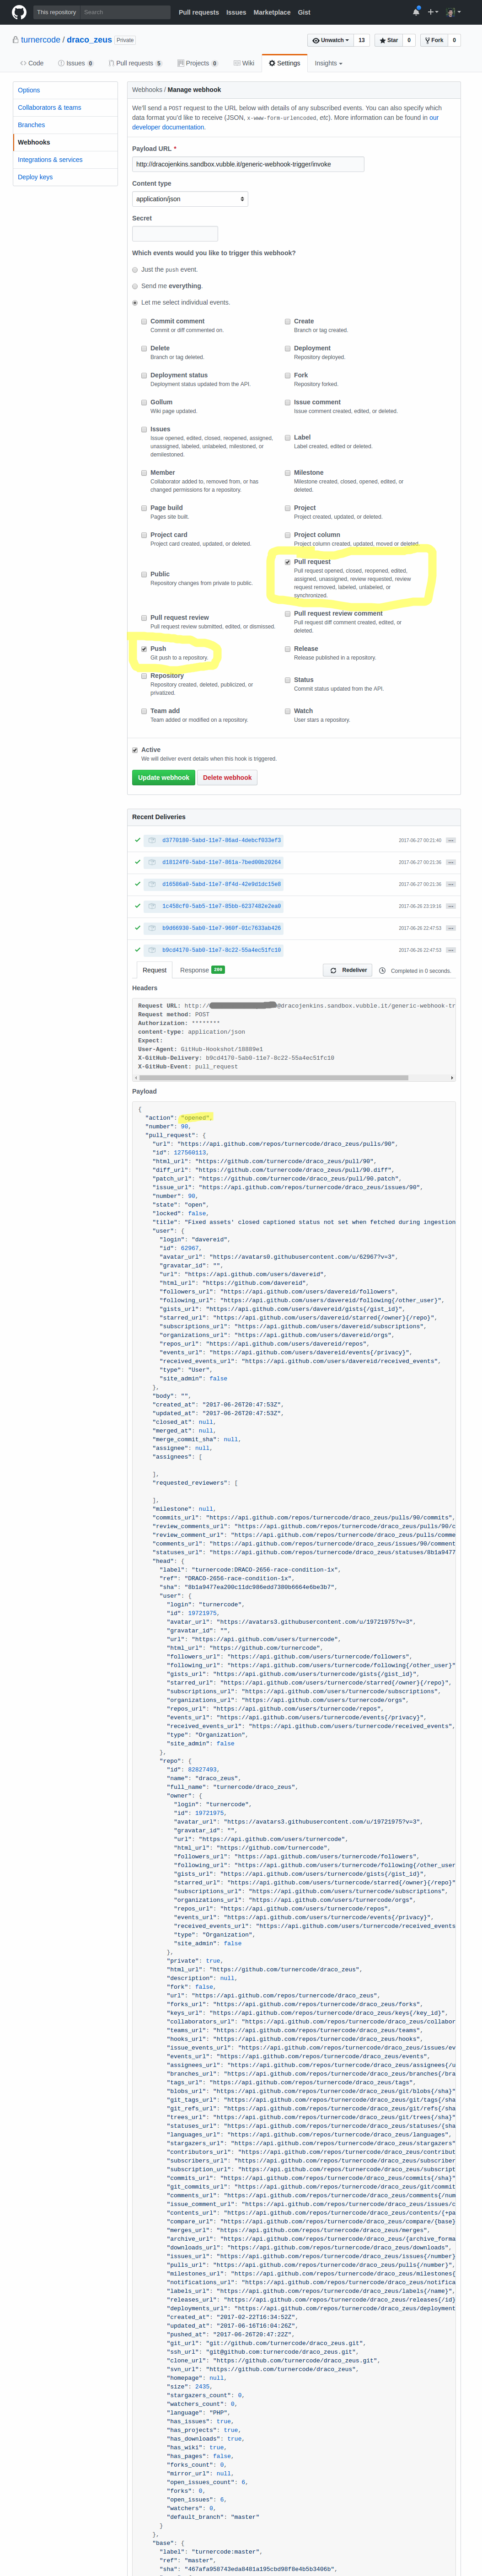 This repository Search Pull requests Issues Marketplace Gist
turnercode / draco_zeus Private
Unwatch 13 Star 0 Fork 0
Code Issues 0 Pull requests 5 Projects 0 Wiki Settings Insights
Options
Collaborators & teams
Branches
Webhooks
Integrations & services
Deploy keys
Webhooks / Manage webhook
We'll send a POST request to the URL below with details of any subscribed events. You can also specify which
data format you'd like to receive (JSON, x-www-form-urlencoded, etc). More information can be found in our
developer documentation.
Payload URL *
http://dracojenkins.sandbox.vubble.it/generic-webhook-trigger/invoke
Content type
application/json
Secret
Which events would you like to trigger this webhook?
Just the push event.
Send me everything.
Let me select individual events.
Commit comment
Commit or diff commented on.
Create
Branch or tag created.
Delete
Branch or tag deleted.
Deployment
Repository deployed.
Deployment status
Deployment status updated from the API.
Fork
Repository forked.
Gollum
Wiki page updated.
Issue comment
Issue comment created, edited, or deleted.
Issues
Issue opened, edited, closed, reopened, assigned,
unassigned, labeled, unlabeled, milestoned, or
demilestoned.
Label
Label created, edited or deleted.
Member
Collaborator added to, removed from, or has
changed permissions for a repository.
Milestone
Milestone created, closed, opened, edited, or
deleted.
Page build
Pages site built.
Project
Project created, updated, or deleted.
Project card
Project card created, updated, or deleted.
Project column
Project column created, updated, moved or deleted.
Public
Repository changes from private to public.
Pull request
Pull request opened, closed, reopened, edited,
assigned, unassigned, review requested, review
request removed, labeled, unlabeled, or
synchronized.
Pull request review
Pull request review submitted, edited, or dismissed.
Pull request review comment
Pull request diff comment created, edited, or
deleted.
Push
Git push to a repository.
Release
Release published in a repository.
Repository
Repository created, deleted, publicized, or
privatized.
Status
Commit status updated from the API.
Team add
Team added or modified on a repository.
Watch
User stars a repository.
Active
We will deliver event details when this hook is triggered.
Update webhook Delete webhook
Recent Deliveries
d3770180-5abd-11e7-86ad-4debcf033ef3 2017-06-27 00:21:40
d18124f0-5abd-11e7-861a-7bed00b20264 2017-06-27 00:21:36
d16586a0-5abd-11e7-8f4d-42e9d1dc15e6 2017-06-27 00:21:36
1c458cf0-5ab5-11e7-85bb-6237482e2ea0 2017-06-26 23:19:16
b9d66930-5ab0-11e7-960f-01c7633ab426 2017-06-26 22:47:53
b9cd4170-5ab0-11e7-8c22-55a4ec51fc10 2017-06-26 22:47:53
Request Response 200 Redeliver Completed in 0 seconds.
Headers
Request URL: http:/ @dracojenkins.sandbox.vubble.it/generic-webhook-tr
Request method: POST
Authorization: ********
content-type: application/json
Expect:
User-Agent: GitHub-Hookshot/18889e1
X-GitHub-Delivery: b9cd4170-5ab0-11e7-8c22-55a4ec51fc10
X-GitHub-Event: pull_request
Payload
{
"action": "opened",
"number": 90,
"pull_request": {
"url": "https://api.github.com/repos/turnercode/draco_zeus/pulls/90",
"id": 127560113,
"html_url": "https://github.com/turnercode/draco_zeus/pull/90",
"diff_url": "https://github.com/turnercode/draco_zeus/pull/90.diff",
"patch_url": "https://github.com/turnercode/draco_zeus/pull/90.patch",
"issue_url": "https://api.github.com/repos/turnercode/draco_zeus/issues/90",
"number": 90,
"state": "open",
"locked": false,
"title": "Fixed assets' closed captioned status not set when fetched during ingestion
"user": {
"login": "davereid",
"id": 62967,
"avatar_url": "https://avatars0.githubusercontent.com/u/62967?v=3",
"gravatar_id": "",
"url": "https://api.github.com/users/davereid",
"html_url": "https://github.com/davereid",
"followers_url": "https://api.github.com/users/davereid/followers",
"following_url": "https://api.github.com/users/davereid/following{/other_user}",
"gists_url": "https://api.github.com/users/davereid/gists{/gist_id}",
"starred_url": "https://api.github.com/users/davereid/starred{/owner}{/repo}",
"subscriptions_url": "https://api.github.com/users/davereid/subscriptions",
"organizations_url": "https://api.github.com/users/davereid/orgs",
"repos_url": "https://api.github.com/users/davereid/repos",
"events_url": "https://api.github.com/users/davereid/events{/privacy}",
"received_events_url": "https://api.github.com/users/davereid/received_events",
"type": "User",
"site_admin": false
},
"body": "",
"created_at": "2017-06-26T20:47:53Z",
"updated_at": "2017-06-26T20:47:53Z",
"closed_at": null,
"merged_at": null,
"merge_commit_sha": null,
"assignee": null,
"assignees": [
],
"requested_reviewers": [
],
"milestone": null,
"commits_url": "https://api.github.com/repos/turnercode/draco_zeus/pulls/90/commits",
"review_comments_url": "https://api.github.com/repos/turnercode/draco_zeus/pulls/90/c
"review_comment_url": "https://api.github.com/repos/turnercode/draco_zeus/pulls/comme
"comments_url": "https://api.github.com/repos/turnercode/draco_zeus/issues/90/comment
"statuses_url": "https://api.github.com/repos/turnercode/draco_zeus/statuses/8b1a9477
"head": {
"label": "turnercode:DRACO-2656-race-condition-1x",
"ref": "DRACO-2656-race-condition-1x",
"sha": "8b1a9477ea200c11dc986edd7380b6664e6be3b7",
"user": {
"login": "turnercode",
"id": 19721975,
"avatar_url": "https://avatars3.githubusercontent.com/u/19721975?v=3",
"gravatar_id": "",
"url": "https://api.github.com/users/turnercode",
"html_url": "https://github.com/turnercode",
"followers_url": "https://api.github.com/users/turnercode/followers",
"following_url": "https://api.github.com/users/turnercode/following{/other_user}"
"gists_url": "https://api.github.com/users/turnercode/gists{/gist_id}",
"starred_url": "https://api.github.com/users/turnercode/starred{/owner}{/repo}",
"subscriptions_url": "https://api.github.com/users/turnercode/subscriptions",
"organizations_url": "https://api.github.com/users/turnercode/orgs",
"repos_url": "https://api.github.com/users/turnercode/repos",
"events_url": "https://api.github.com/users/turnercode/events{/privacy}",
"received_events_url": "https://api.github.com/users/turnercode/received_events",
"type": "Organization",
"site_admin": false
},
"repo": {
"id": 82827493,
"name": "draco_zeus",
"full_name": "turnercode/draco_zeus",
"owner": {
"login": "turnercode",
"id": 19721975,
"avatar_url": "https://avatars3.githubusercontent.com/u/19721975?v=3",
"gravatar_id": "",
"url": "https://api.github.com/users/turnercode",
"html_url": "https://github.com/turnercode",
"followers_url": "https://api.github.com/users/turnercode/followers",
"following_url": "https://api.github.com/users/turnercode/following{/other_user
"gists_url": "https://api.github.com/users/turnercode/gists{/gist_id}",
"starred_url": "https://api.github.com/users/turnercode/starred{/owner}{/repo}"
"subscriptions_url": "https://api.github.com/users/turnercode/subscriptions",
"organizations_url": "https://api.github.com/users/turnercode/orgs",
"repos_url": "https://api.github.com/users/turnercode/repos",
"events_url": "https://api.github.com/users/turnercode/events{/privacy}",
"received_events_url": "https://api.github.com/users/turnercode/received_events
"type": "Organization",
"site_admin": false
},
"private": true,
"html_url": "https://github.com/turnercode/draco_zeus",
"description": null,
"fork": false,
"url": "https://api.github.com/repos/turnercode/draco_zeus",
"forks_url": "https://api.github.com/repos/turnercode/draco_zeus/forks",
"keys_url": "https://api.github.com/repos/turnercode/draco_zeus/keys{/key_id}",
"collaborators_url": "https://api.github.com/repos/turnercode/draco_zeus/collabor
"teams_url": "https://api.github.com/repos/turnercode/draco_zeus/teams",
"hooks_url": "https://api.github.com/repos/turnercode/draco_zeus/hooks",
"issue_events_url": "https://api.github.com/repos/turnercode/draco_zeus/issues/ev
"events_url": "https://api.github.com/repos/turnercode/draco_zeus/events",
"assignees_url": "https://api.github.com/repos/turnercode/draco_zeus/assignees{/u
"branches_url": "https://api.github.com/repos/turnercode/draco_zeus/branches{/bra
"tags_url": "https://api.github.com/repos/turnercode/draco_zeus/tags",
"blobs_url": "https://api.github.com/repos/turnercode/draco_zeus/git/blobs{/sha}"
"git_tags_url": "https://api.github.com/repos/turnercode/draco_zeus/git/tags{/sha
"git_refs_url": "https://api.github.com/repos/turnercode/draco_zeus/git/refs{/sha
"trees_url": "https://api.github.com/repos/turnercode/draco_zeus/git/trees{/sha}"
"statuses_url": "https://api.github.com/repos/turnercode/draco_zeus/statuses/{sha
"languages_url": "https://api.github.com/repos/turnercode/draco_zeus/languages",
"stargazers_url": "https://api.github.com/repos/turnercode/draco_zeus/stargazers"
"contributors_url": "https://api.github.com/repos/turnercode/draco_zeus/contribut
"subscribers_url": "https://api.github.com/repos/turnercode/draco_zeus/subscriber
"subscription_url": "https://api.github.com/repos/turnercode/draco_zeus/subscript
"commits_url": "https://api.github.com/repos/turnercode/draco_zeus/commits{/sha}"
"git_commits_url": "https://api.github.com/repos/turnercode/draco_zeus/git/commit
"comments_url": "https://api.github.com/repos/turnercode/draco_zeus/comments{/num
"issue_comment_url": "https://api.github.com/repos/turnercode/draco_zeus/issues/c
"contents_url": "https://api.github.com/repos/turnercode/draco_zeus/contents/{+pa
"compare_url": "https://api.github.com/repos/turnercode/draco_zeus/compare/{base}
"merges_url": "https://api.github.com/repos/turnercode/draco_zeus/merges",
"archive_url": "https://api.github.com/repos/turnercode/draco_zeus/{archive_forma
"downloads_url": "https://api.github.com/repos/turnercode/draco_zeus/downloads",
"issues_url": "https://api.github.com/repos/turnercode/draco_zeus/issues{/number}
"pulls_url": "https://api.github.com/repos/turnercode/draco_zeus/pulls{/number}",
"milestones_url": "https://api.github.com/repos/turnercode/draco_zeus/milestones{
"notifications_url": "https://api.github.com/repos/turnercode/draco_zeus/notifica
"labels_url": "https://api.github.com/repos/turnercode/draco_zeus/labels{/name}",
"releases_url": "https://api.github.com/repos/turnercode/draco_zeus/releases{/id}
"deployments_url": "https://api.github.com/repos/turnercode/draco_zeus/deployment
"created_at": "2017-02-22T16:34:52Z",
"updated_at": "2017-06-16T16:04:26Z",
"pushed_at": "2017-06-26T20:47:22Z",
"git_url": "git://github.com/turnercode/draco_zeus.git",
"ssh_url": "git@github.com:turnercode/draco_zeus.git",
"clone_url": "https://github.com/turnercode/draco_zeus.git",
"svn_url": "https://github.com/turnercode/draco_zeus",
"homepage": null,
"size": 2435,
"stargazers_count": 0,
"watchers_count": 0,
"language": "PHP",
"has_issues": true,
"has_projects": true,
"has_downloads": true,
"has_wiki": true,
"has_pages": false,
"forks_count": 0,
"mirror_url": null,
"open_issues_count": 6,
"forks": 0,
"open_issues": 6,
"watchers": 0,
"default_branch": "master"
}
},
"base": {
"label": "turnercode:master",
"ref": "master",
"sha": "467afa958743eda8481a195cbd98f8e4b5b3406b",